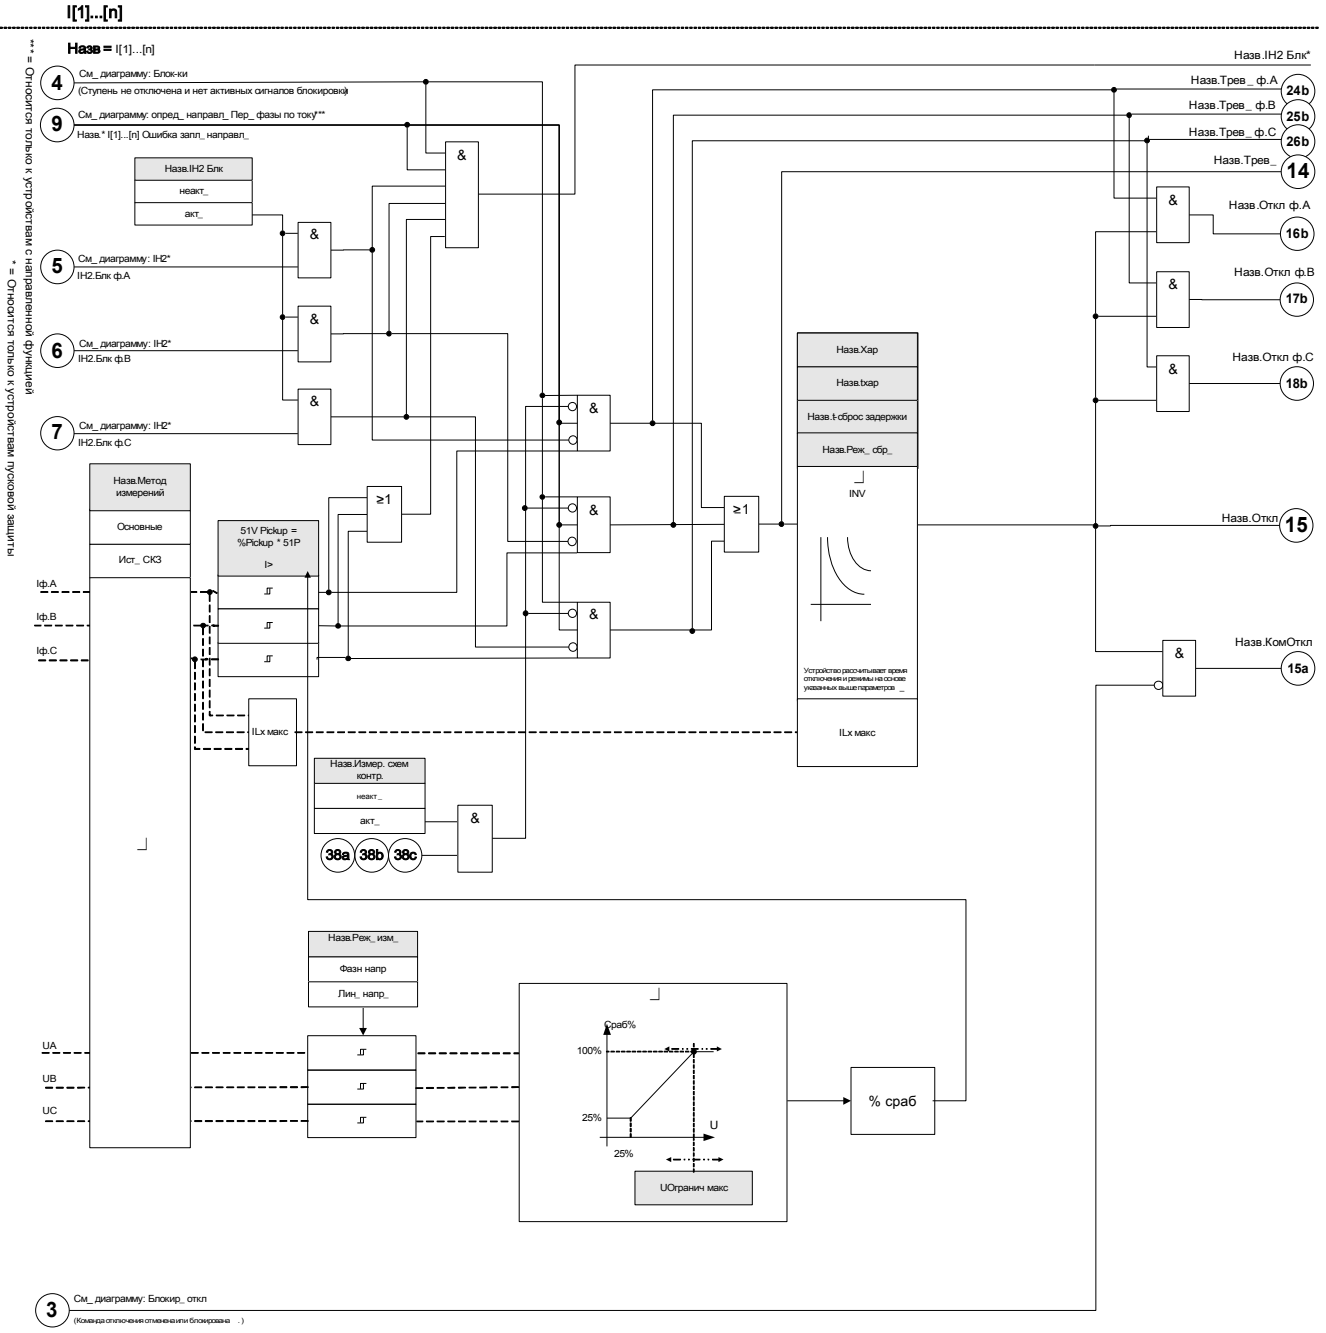 I[1]...[n]
Назв = I[1]...[n]
*** = Относится только к устройствам с направленной функцией
* = Относится только к устройствам пусковой защиты
4
См_ диаграмму: Блок-ки
(Ступень не отключена и нет активных сигналов блокировки)
9
См_ диаграмму: опред_ направл_ Пер_ фазы по току***
Назв.* I[1]...[n] Ошибка запл_ направл_
Назв.IH2 Блк
неакт_
акт_
5
См_ диаграмму: IH2*
IH2.Блк ф.A
6
См_ диаграмму: IH2*
IH2.Блк ф.B
7
См_ диаграмму: IH2*
IH2.Блк ф.C
&
&
&
&
Назв.Метод
измерений
Основные
Ист_ СКЗ
51V Pickup =
%Pickup * 51P
I>
≥1
Iф.A
Iф.B
Iф.C
ILx макс
&
&
&
≥1
Назв.Хар
Назв.tхар
Назв.t-сброс задержки
Назв.Реж_ сбр_
INV
Устройство рассчитывает время
отключения и режимы на основе
указанных выше параметров _
ILx макс
Назв.IH2 Блк*
Назв.Трев_ ф.A
24b
Назв.Трев_ ф.B
25b
Назв.Трев_ ф.C
26b
Назв.Трев_
14
&
Назв.Откл ф.A
16b
&
Назв.Откл ф.B
17b
&
Назв.Откл ф.C
18b
Назв.Откл
15
&
Назв.КомОткл
15a
Назв.Измер. схем
контр.
неакт_
акт_
&
38a
38b
38c
Назв.Реж_ изм_
Фазн напр
Лин_ напр_
UA
UB
UC
Сраб%
100%
25%
25%
U
UОгранич макс
% сраб
3
См_ диаграмму: Блокир_ откл
(Команда отключения отменена или блокирована _.)